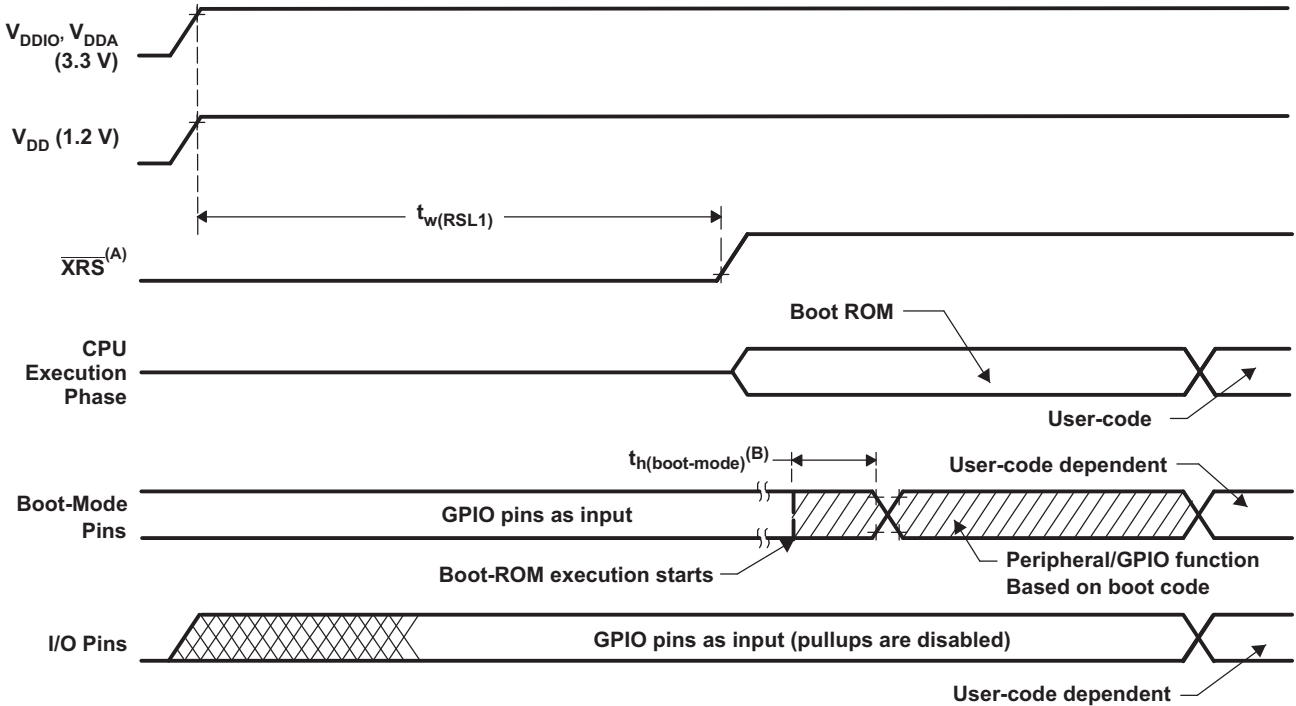 VDDIO, VDDA
(3.3 V)
VDD (1.2 V)
tw(RSL1)
XRS(A)
Boot ROM
CPU
Execution
Phase
User-code
th(boot-mode)(B)
User-code dependent
Boot-Mode
Pins
GPIO pins as input
Boot-ROM execution starts
Peripheral/GPIO function
Based on boot code
I/O Pins
GPIO pins as input (pullups are disabled)
User-code dependent